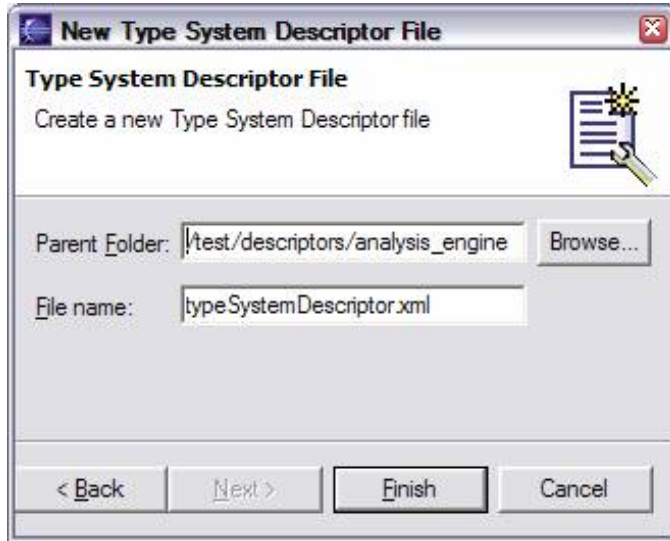 New Type System Descriptor File
Type System Descriptor File
Create a new Type System Descriptor file
Parent Folder: /test/descriptors/analysis_engine Browse...
File name: typeSystemDescriptor.xml
< Back Next > Finish Cancel